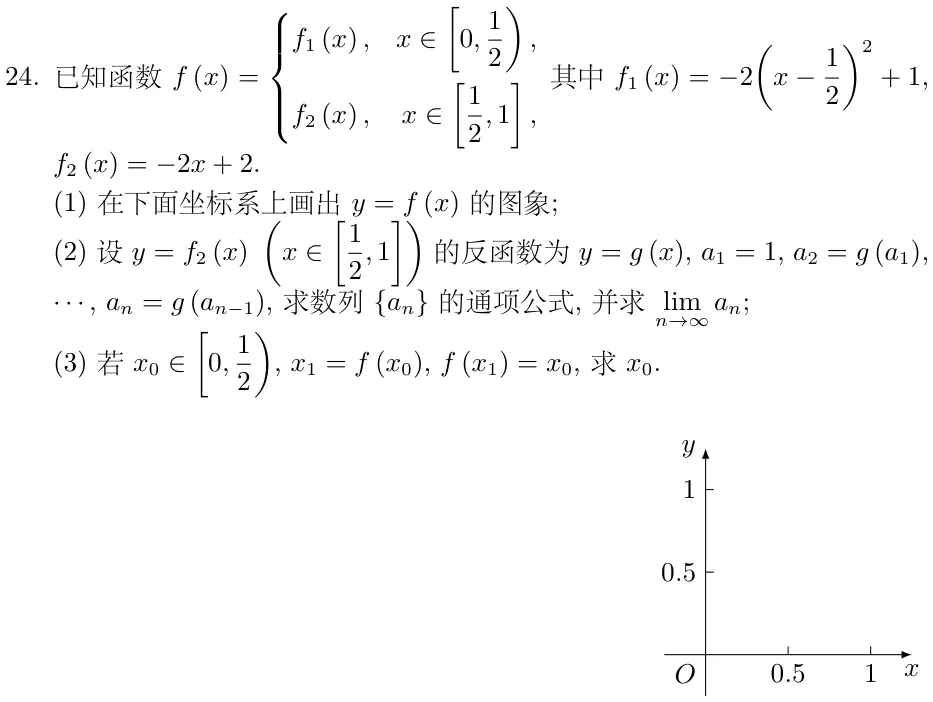 24. 已知函数 f(x) = { f₁(x), x ∈ [0, 1/2), f₂(x), x ∈ [1/2, 1], 其中 f₁(x) = −2(x − 1/2)² + 1,
f₂(x) = −2x + 2.
(1) 在下面坐标系上画出 y = f(x) 的图象;
(2) 设 y = f₂(x) (x ∈ [1/2, 1]) 的反函数为 y = g(x), a₁ = 1, a₂ = g(a₁),
⋯, aₙ = g(aₙ₋₁), 求数列 {aₙ} 的通项公式, 并求 lim n→∞ aₙ;
(3) 若 x₀ ∈ [0, 1/2), x₁ = f(x₀), f(x₁) = x₀, 求 x₀.
y
1
0.5
O 0.5 1 x